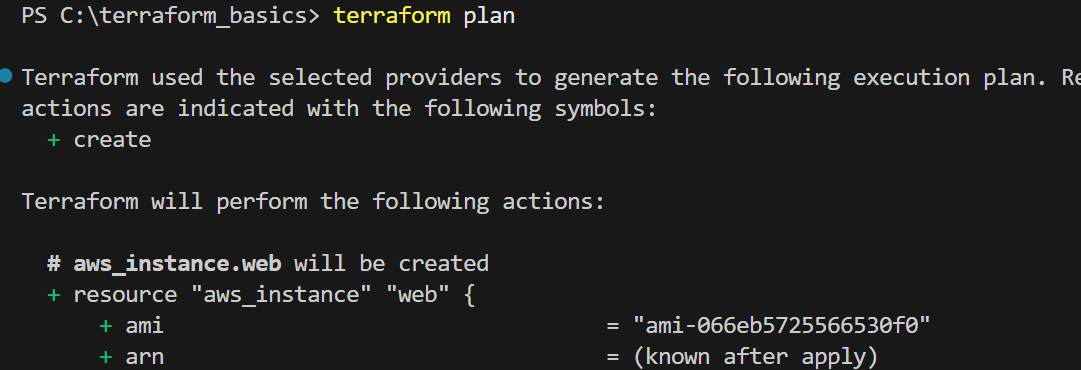 PS C:\terraform_basics> terraform plan
Terraform used the selected providers to generate the following execution plan. Re
actions are indicated with the following symbols:
+ create
Terraform will perform the following actions:
# aws_instance.web will be created
+ resource "aws_instance" "web" {
+ ami = "ami-066eb5725566530f0"
+ arn = (known after apply)